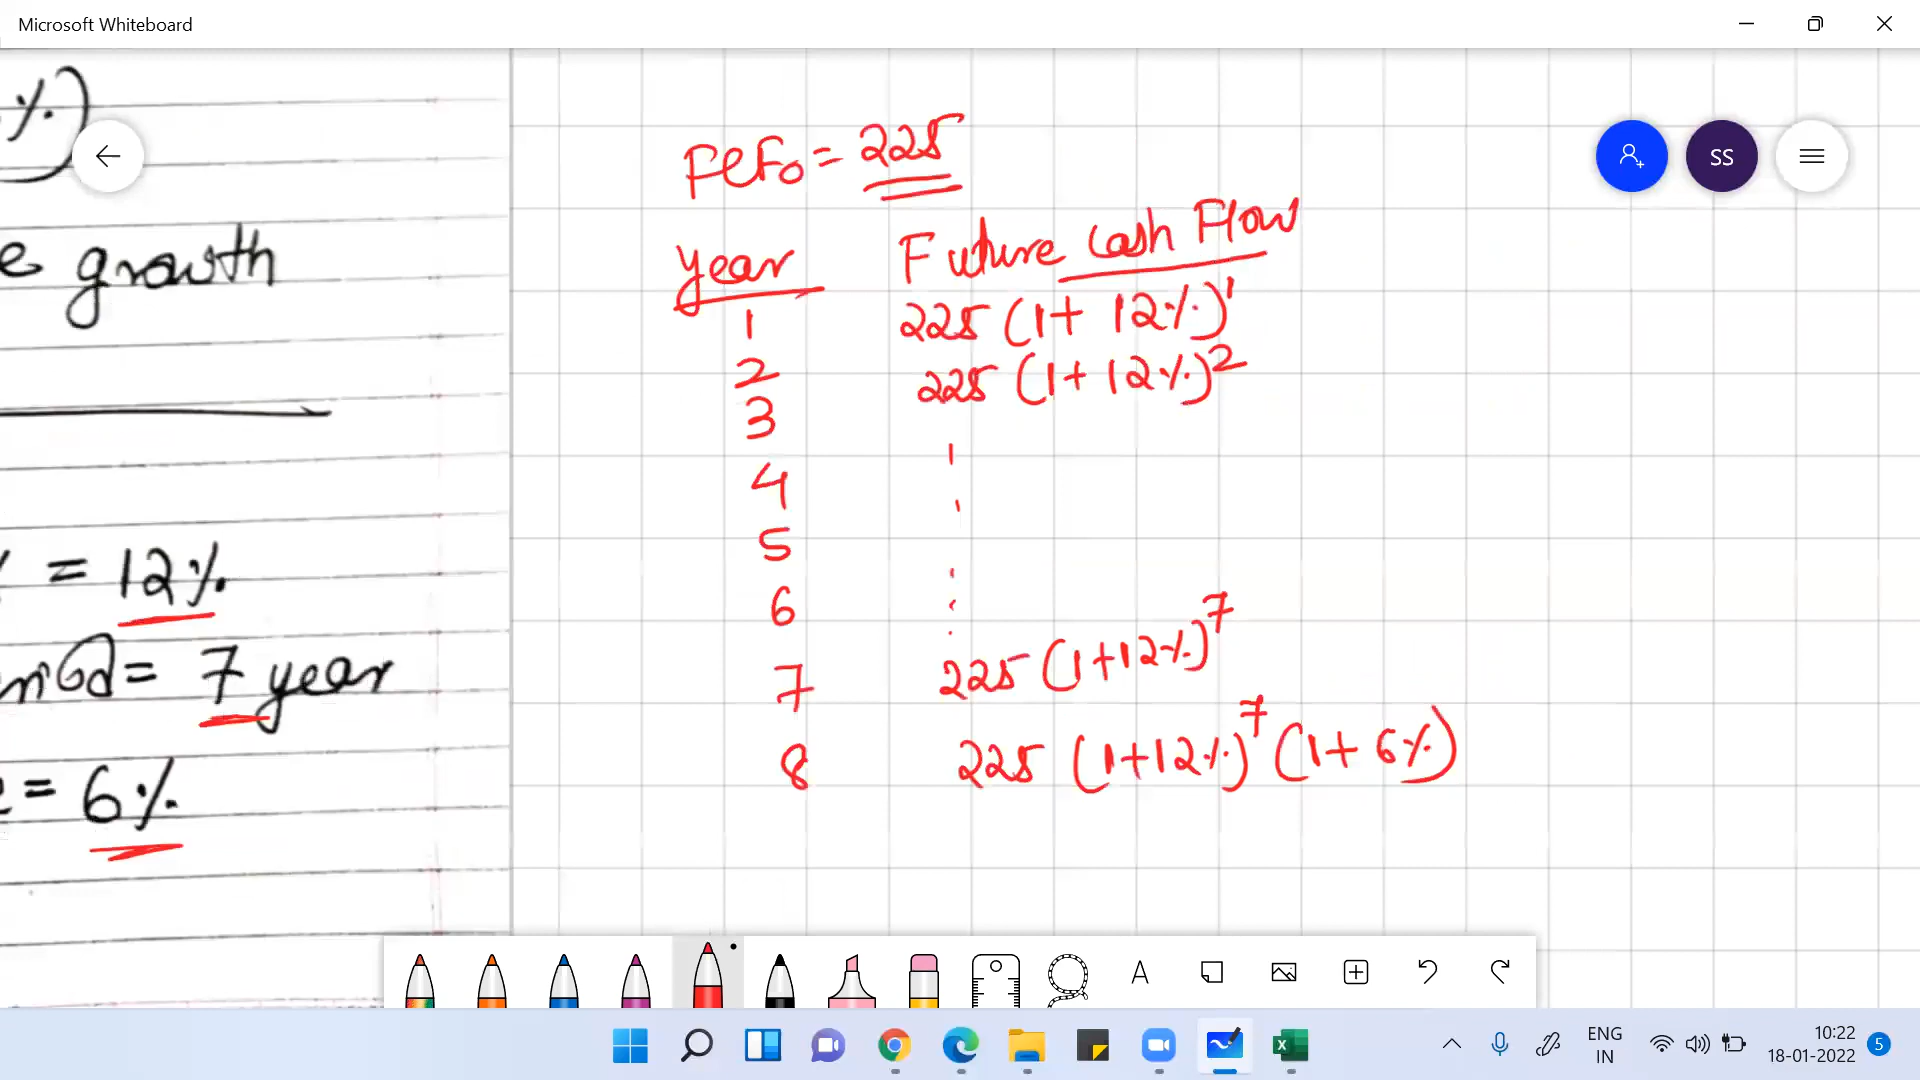 Microsoft Whiteboard
%)
e growth
= 12%
= 7 year
= 6%
FCF₀ = 225
year Future cash Flow
1 225 (1+ 12%)¹
2 225 (1+ 12%)²
3
4
5
6
7 225 (1+12%)⁷
8 225 (1+12%)⁷ (1+ 6%)
SS
A
ENG
IN
10:22
18-01-2022
5